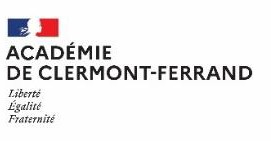 ACADÉMIE
DE CLERMONT-FERRAND
Liberté
Égalité
Fraternité